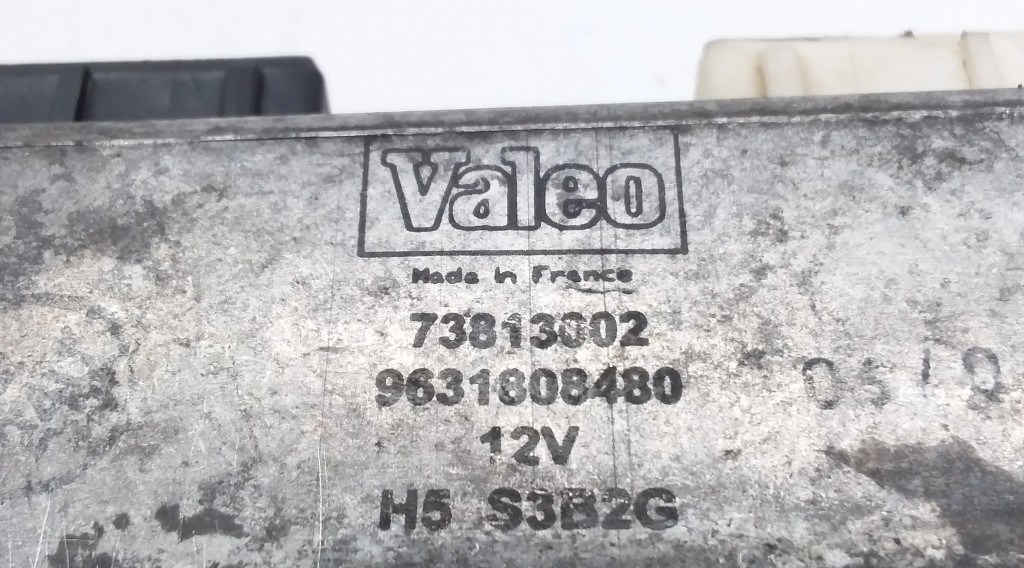 Valeo
Made in France
73813002
9631808480
12V
H5 S3B2G